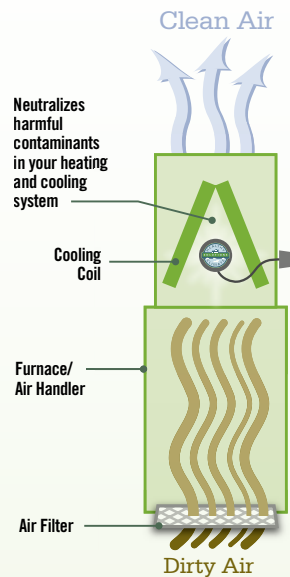 Clean Air
Neutralizes
harmful
contaminants
in your heating
and cooling
system
Cooling
Coil
Furnace/
Air Handler
Air Filter
Dirty Air